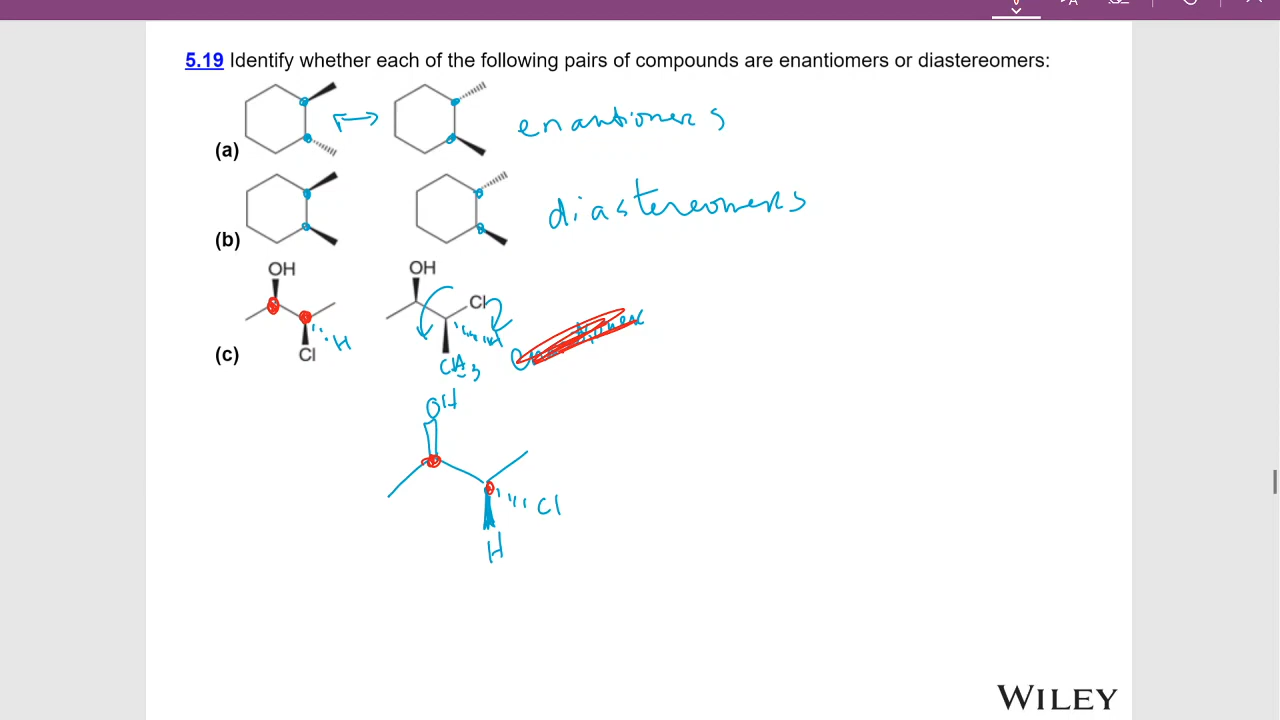 5.19 Identify whether each of the following pairs of compounds are enantiomers or diastereomers:
(a) enantiomers
(b) diastereomers
OH OH
Cl
(c) Cl H H CH3
OH
Cl
H
WILEY